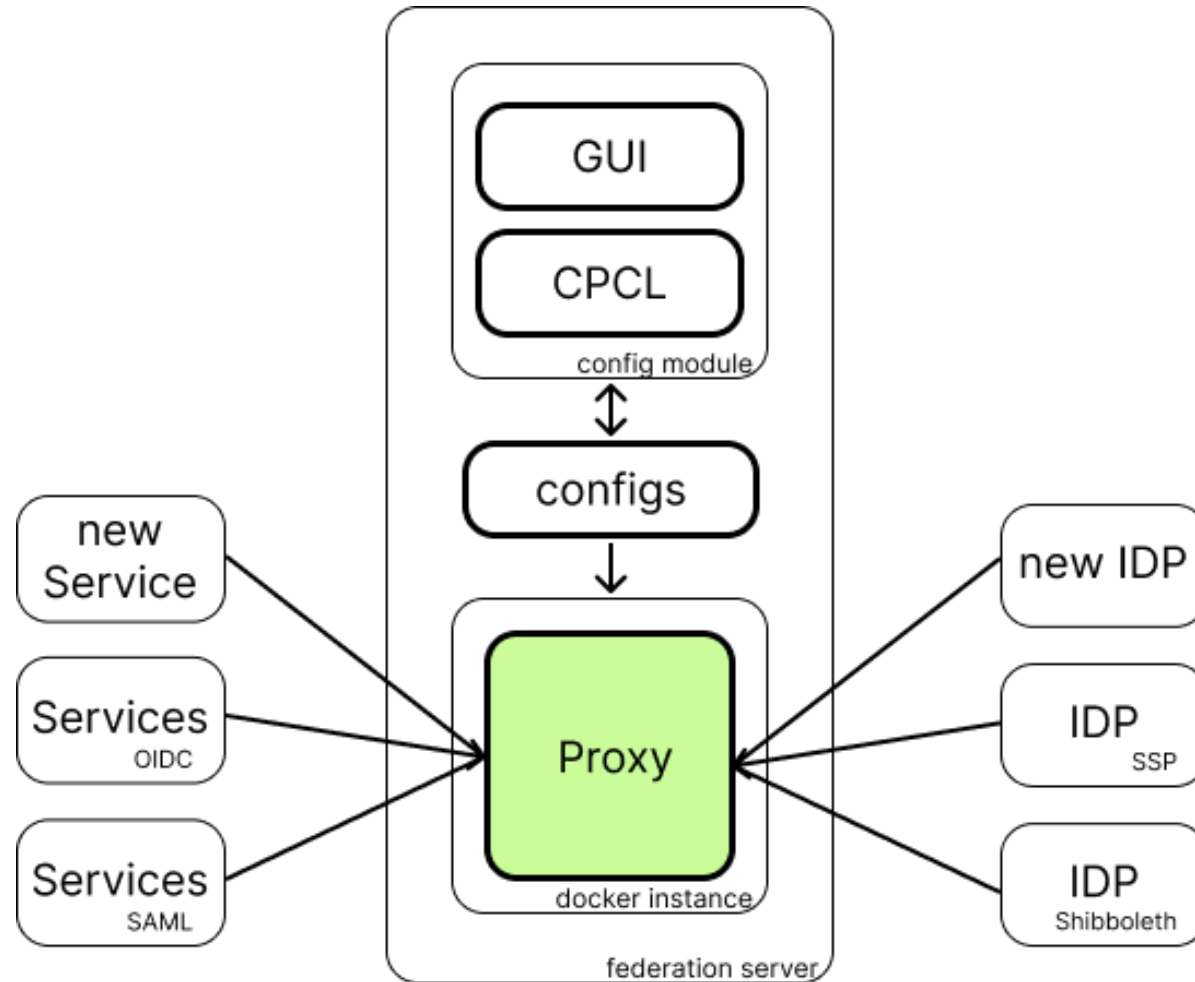 GUI
CPCL
config module
configs
new
Service
Services
OIDC
Services
SAML
Proxy
docker instance
federation server
new IDP
IDP
SSP
IDP
Shibboleth